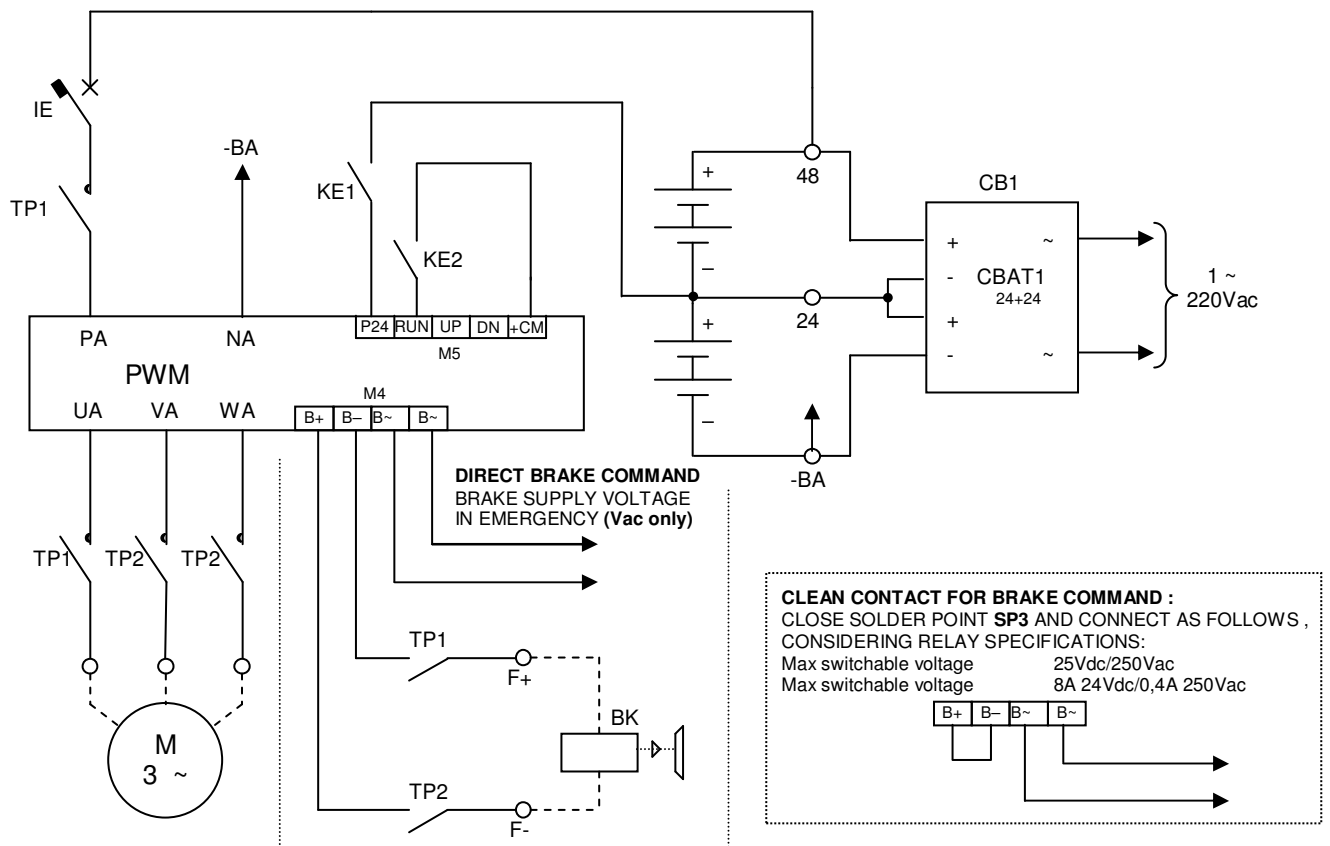 IE
TP1
-BA
KE1
KE2
+
48
–
24
+
–
-BA
CB1
+ ~
-
CBAT1
24+24
+
- ~
1 ~
220Vac
PA NA
P24 RUN UP DN +CM
M5
PWM
M4
UA VA WA
B+ B– B~ B~
DIRECT BRAKE COMMAND
BRAKE SUPPLY VOLTAGE
IN EMERGENCY (Vac only)
TP1 TP2 TP2
M
3 ~
TP1
F+
BK
TP2
F-
CLEAN CONTACT FOR BRAKE COMMAND :
CLOSE SOLDER POINT SP3 AND CONNECT AS FOLLOWS ,
CONSIDERING RELAY SPECIFICATIONS:
Max switchable voltage 25Vdc/250Vac
Max switchable voltage 8A 24Vdc/0,4A 250Vac
B+ B– B~ B~